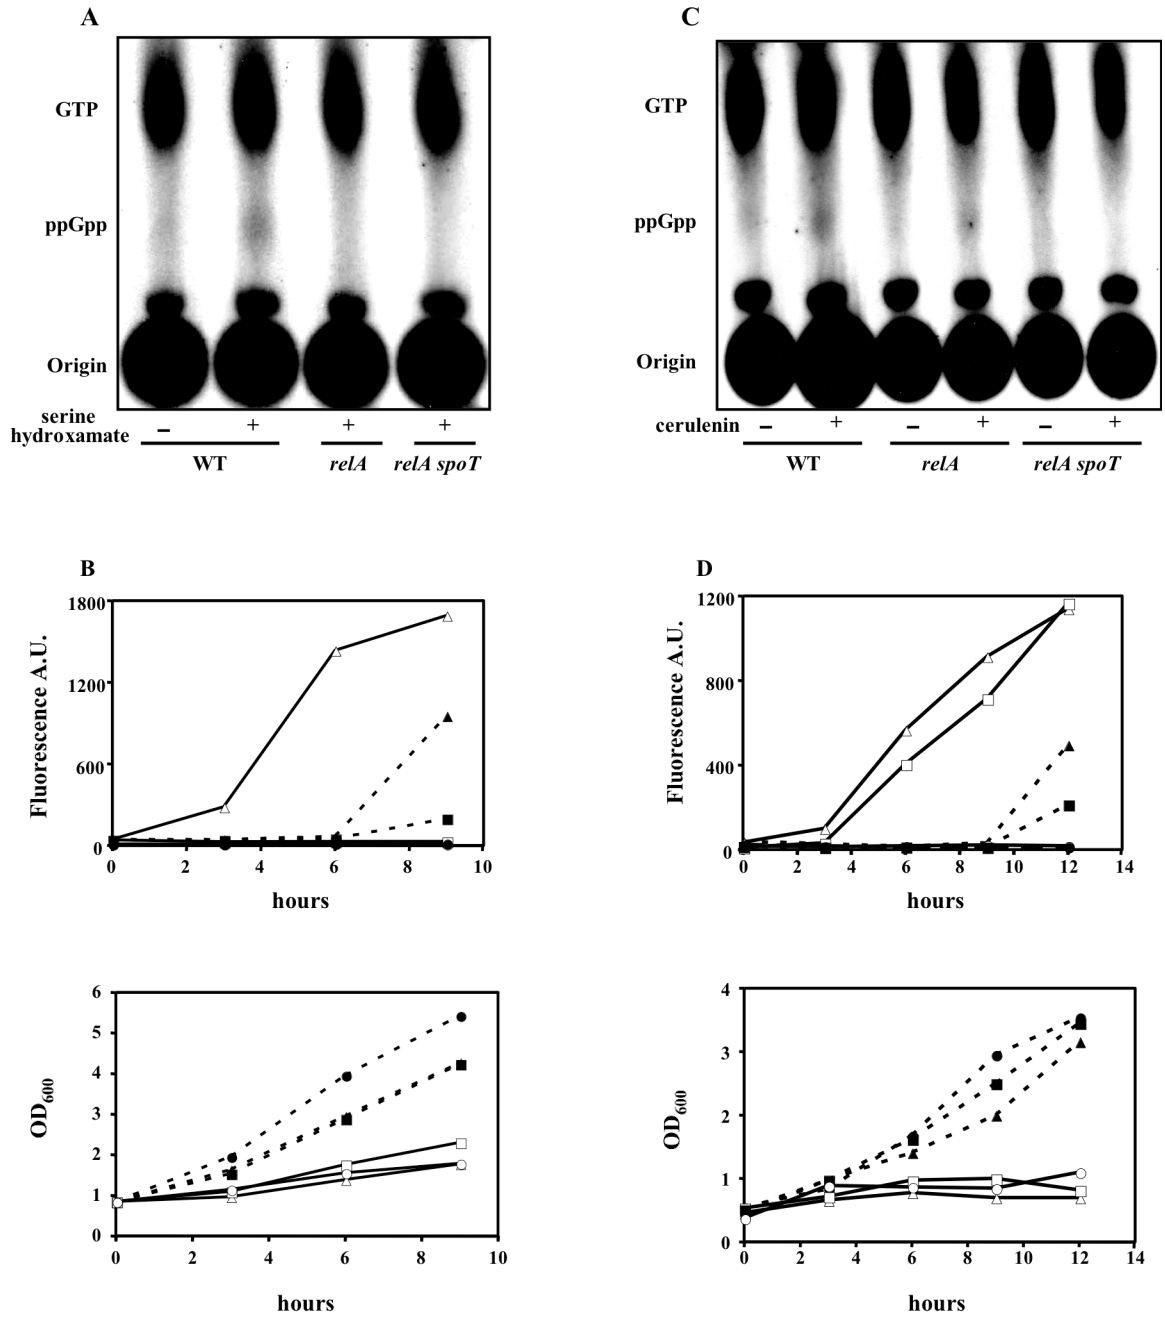 A
GTP
ppGpp
Origin
serine
hydroxamate
– + + +
WT relA relA spoT
C
GTP
ppGpp
Origin
cerulenin – + – + – +
WT relA relA spoT
B
Fluorescence A.U.
1800
1200
600
0
0 2 4 6 8 10
hours
OD600
6
5
4
3
2
1
0
0 2 4 6 8 10
hours
D
Fluorescence A.U.
1200
800
400
0
0 2 4 6 8 10 12 14
hours
OD600
4
3
2
1
0
0 2 4 6 8 10 12 14
hours